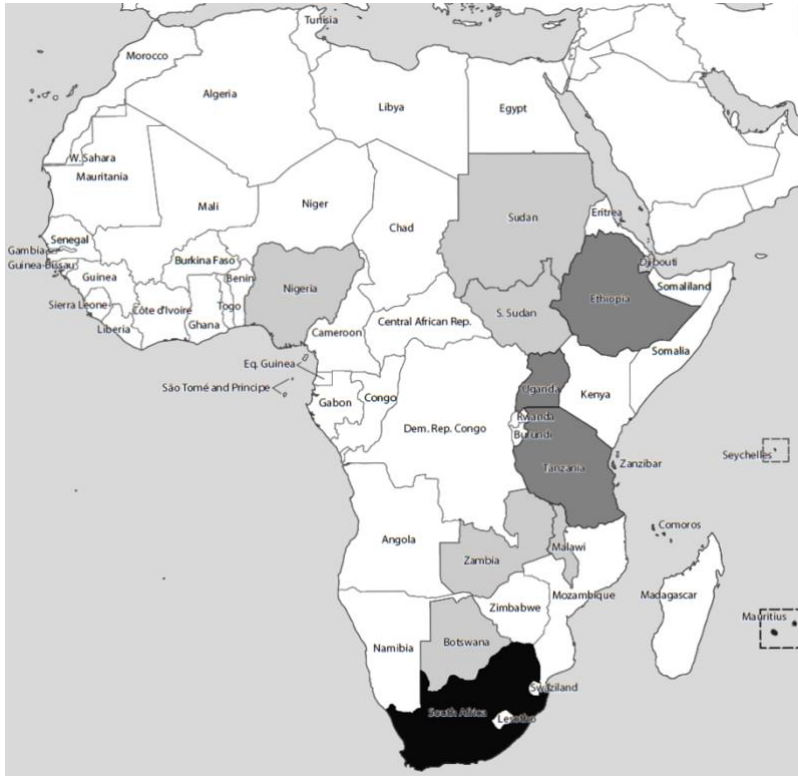 Tunisia
Morocco
Algeria
Libya
Egypt
W. Sahara
Mauritania
Mali
Niger
Chad
Sudan
Eritrea
Senegal
Gambia
Guinea-Bissau
Burkina Faso
Djibouti
Guinea
Benin
Nigeria
Somaliland
Ethiopia
Sierra Leone
Côte d'Ivoire
Togo
S. Sudan
Liberia
Ghana
Central African Rep.
Cameroon
Somalia
Eq. Guinea
São Tomé and Principe
Uganda
Kenya
Gabon
Congo
Rwanda
Dem. Rep. Congo
Burundi
Seychelles
Tanzania
Zanzibar
Comoros
Angola
Malawi
Zambia
Mozambique
Madagascar
Zimbabwe
Mauritius
Namibia
Botswana
Swaziland
South Africa
Lesotho